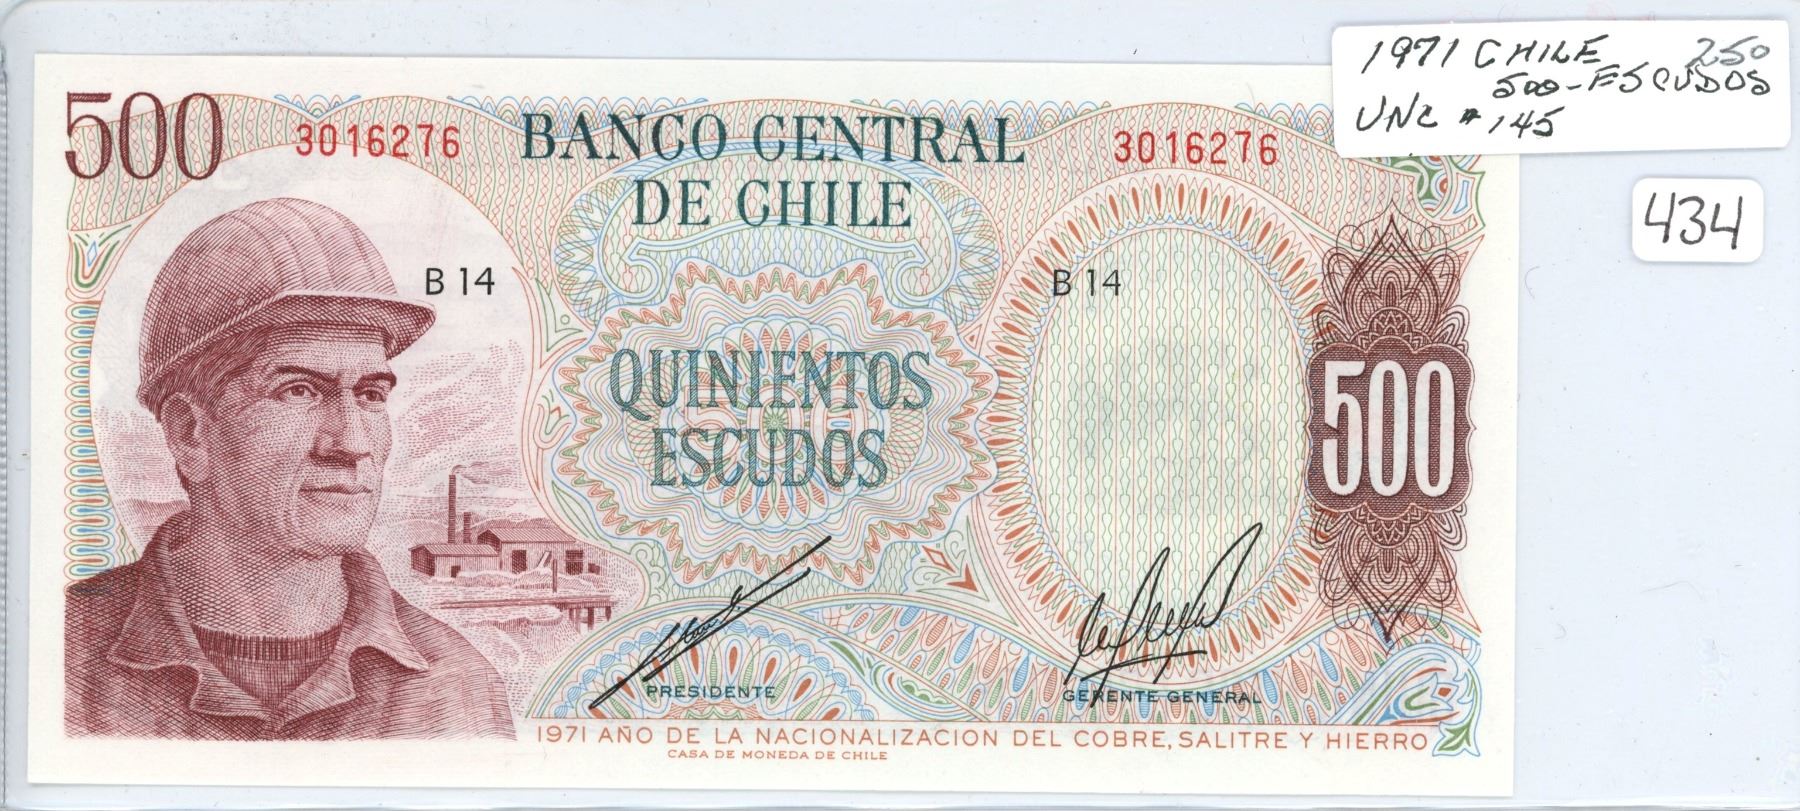 1971 CHILE 250
500-ESCUDOS
UNC #145
434
500 3016276 BANCO CENTRAL 3016276
DE CHILE
B 14 B 14
QUINIENTOS
ESCUDOS
500
PRESIDENTE GERENTE GENERAL
1971 AÑO DE LA NACIONALIZACION DEL COBRE, SALITRE Y HIERRO
CASA DE MONEDA DE CHILE